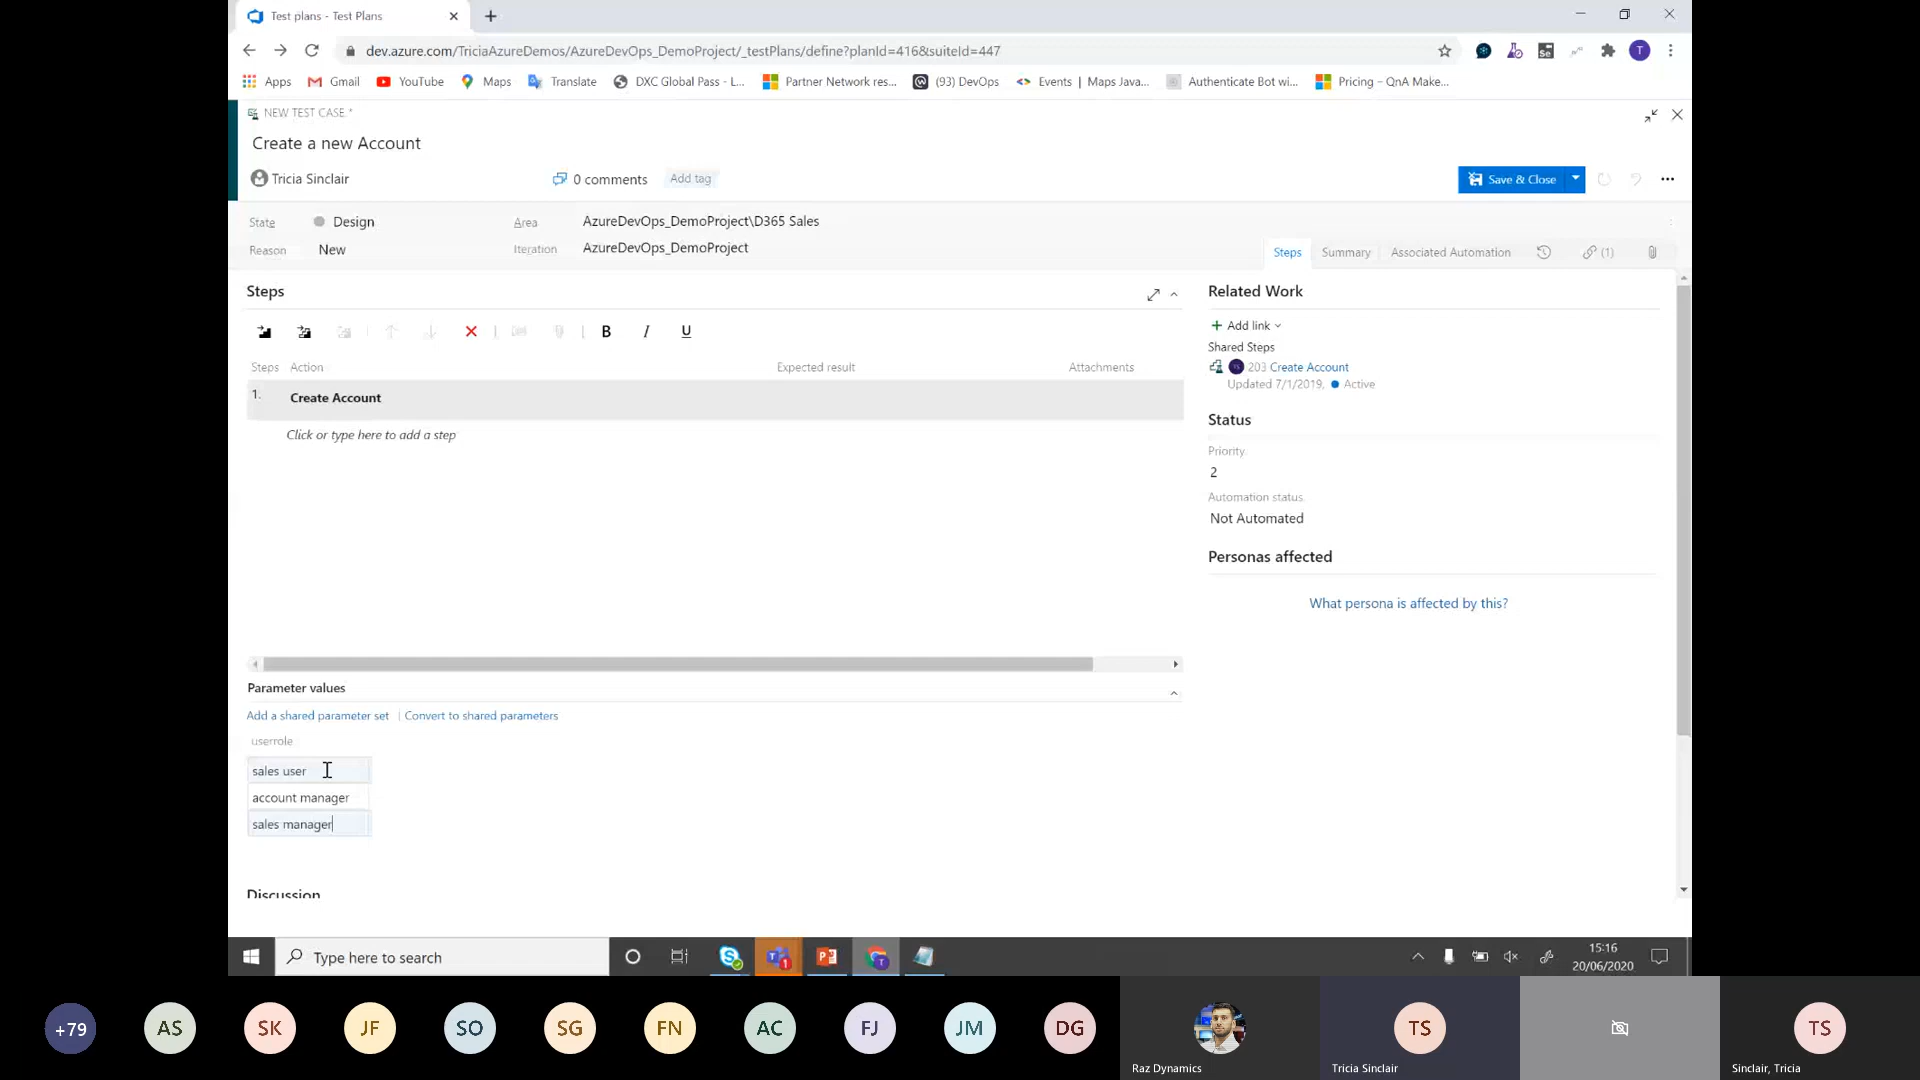 Test plans - Test Plans
dev.azure.com/TriciaAzureDemos/AzureDevOps_DemoProject/_testPlans/define?planId=416&suiteId=447
T
Apps Gmail YouTube Maps Translate DXC Global Pass - L... Partner Network res... (93) DevOps Events | Maps Java... Authenticate Bot wi... Pricing – QnA Make...
NEW TEST CASE *
Create a new Account
Tricia Sinclair 0 comments Add tag Save & Close
State Design Area AzureDevOps_DemoProject\D365 Sales
Reason New Iteration AzureDevOps_DemoProject
Steps Summary Associated Automation (1)
Steps
B I U
Steps Action Expected result Attachments
1. Create Account
Click or type here to add a step
Related Work
Add link
Shared Steps
203 Create Account
Updated 7/1/2019, Active
Status
Priority
2
Automation status
Not Automated
Personas affected
What persona is affected by this?
Parameter values
Add a shared parameter set | Convert to shared parameters
userrole
sales user
account manager
sales manager
Discussion
Type here to search
15:16
20/06/2020
+79 AS SK JF SO SG FN AC FJ JM DG TS TS
Raz Dynamics Tricia Sinclair Sinclair, Tricia